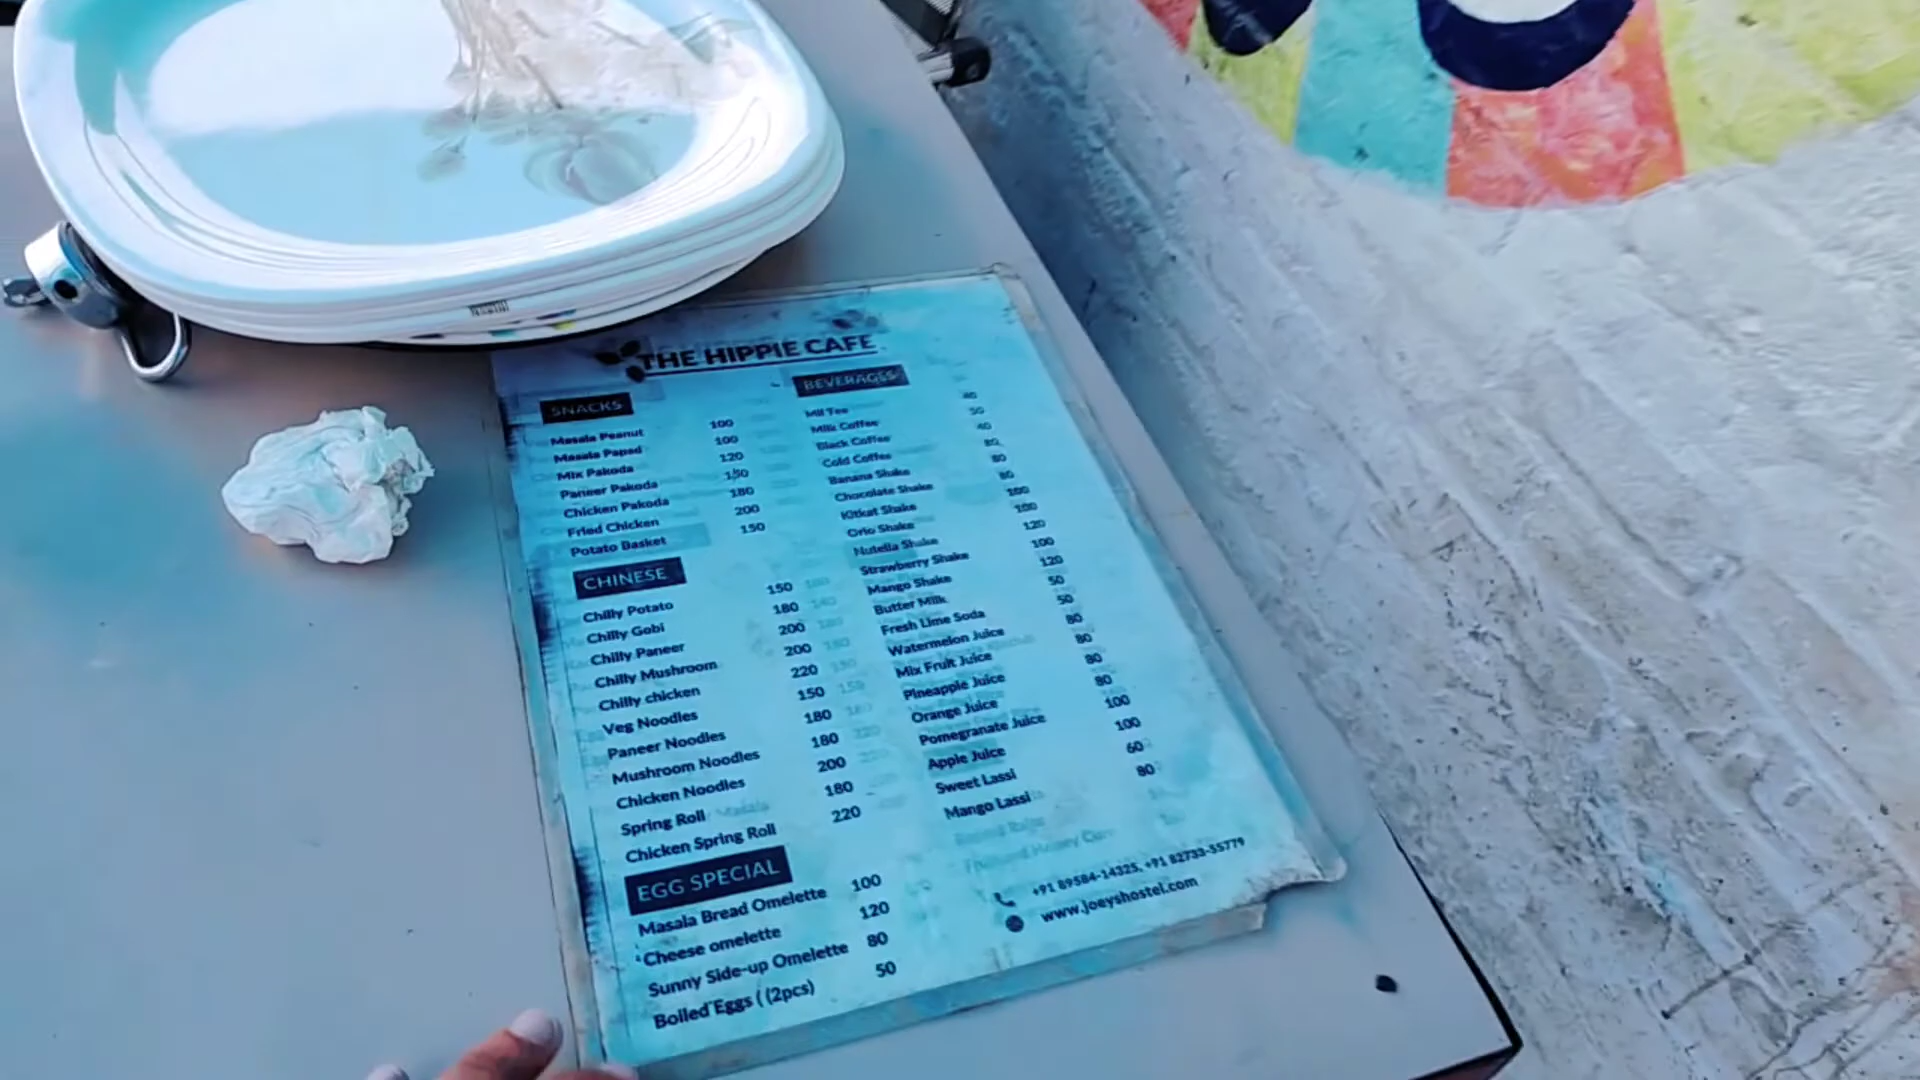 THE HIPPIE CAFE
SNACKS
Masala Peanut 100
Masala Papad 100
Mix Pakoda 120
Paneer Pakoda 150
Chicken Pakoda 180
Fried Chicken 200
Potato Basket 150
CHINESE
Chilly Potato 150
Chilly Gobi 180
Chilly Paneer 200
Chilly Mushroom 200
Chilly chicken 220
Veg Noodles 150
Paneer Noodles 180
Mushroom Noodles 180
Chicken Noodles 200
Spring Roll 180
Chicken Spring Roll 220
EGG SPECIAL
Masala Bread Omelette 100
Cheese omelette 120
Sunny Side-up Omelette 80
Boiled Eggs ( (2pcs) 50
BEVERAGES
40
Milk Coffee 50
Black Coffee 40
Cold Coffee 80
Banana Shake 80
Chocolate Shake 80
Kitkat Shake 100
Orio Shake 100
Nutella Shake 120
Strawberry Shake 100
Mango Shake 120
Butter Milk 50
Fresh Lime Soda 50
Watermelon Juice 80
Mix Fruit Juice 80
Pineapple Juice 80
Orange Juice 80
Pomegranate Juice 100
Apple Juice 100
Sweet Lassi 60
Mango Lassi 80
+91 89584-14325, +91 82733-55779
www.joeyshostel.com